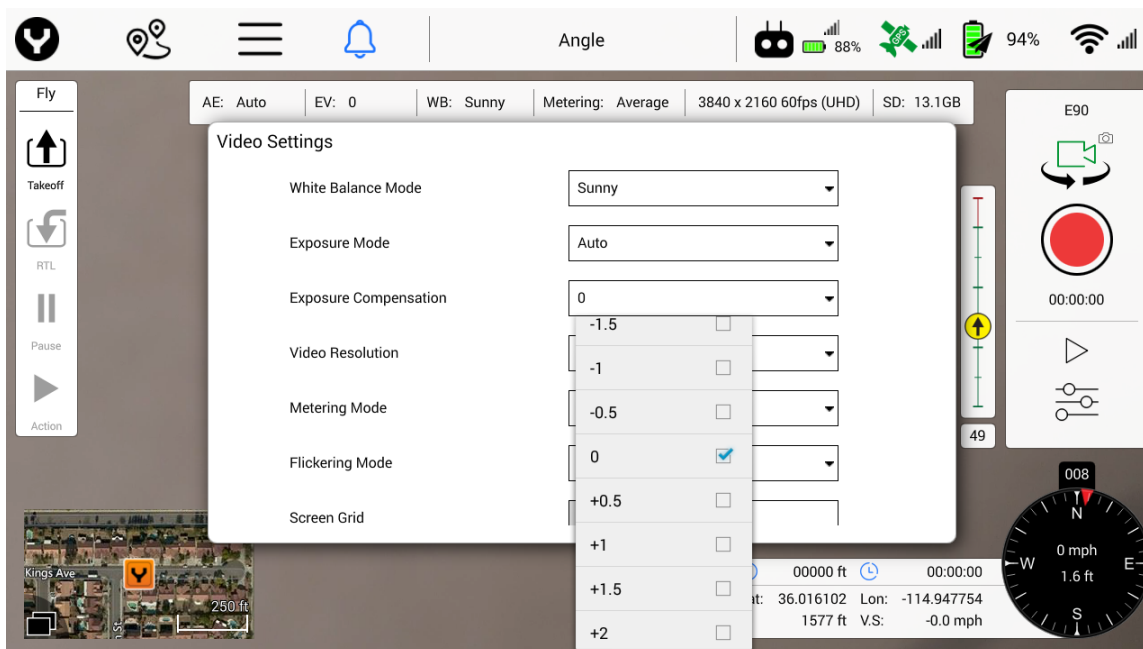 Angle
88%
GPS
94%
Fly
Takeoff
RTL
Pause
Action
AE: Auto
EV: 0
WB: Sunny
Metering: Average
3840 x 2160 60fps (UHD)
SD: 13.1GB
Video Settings
White Balance Mode
Sunny
Exposure Mode
Auto
Exposure Compensation
0
-1.5
-1
-0.5
0
+0.5
+1
+1.5
+2
Video Resolution
Metering Mode
Flickering Mode
Screen Grid
E90
00:00:00
49
008
N
W
E
S
0 mph
1.6 ft
Kings Ave
250 ft
00000 ft
00:00:00
36.016102 Lon: -114.947754
1577 ft V.S: -0.0 mph